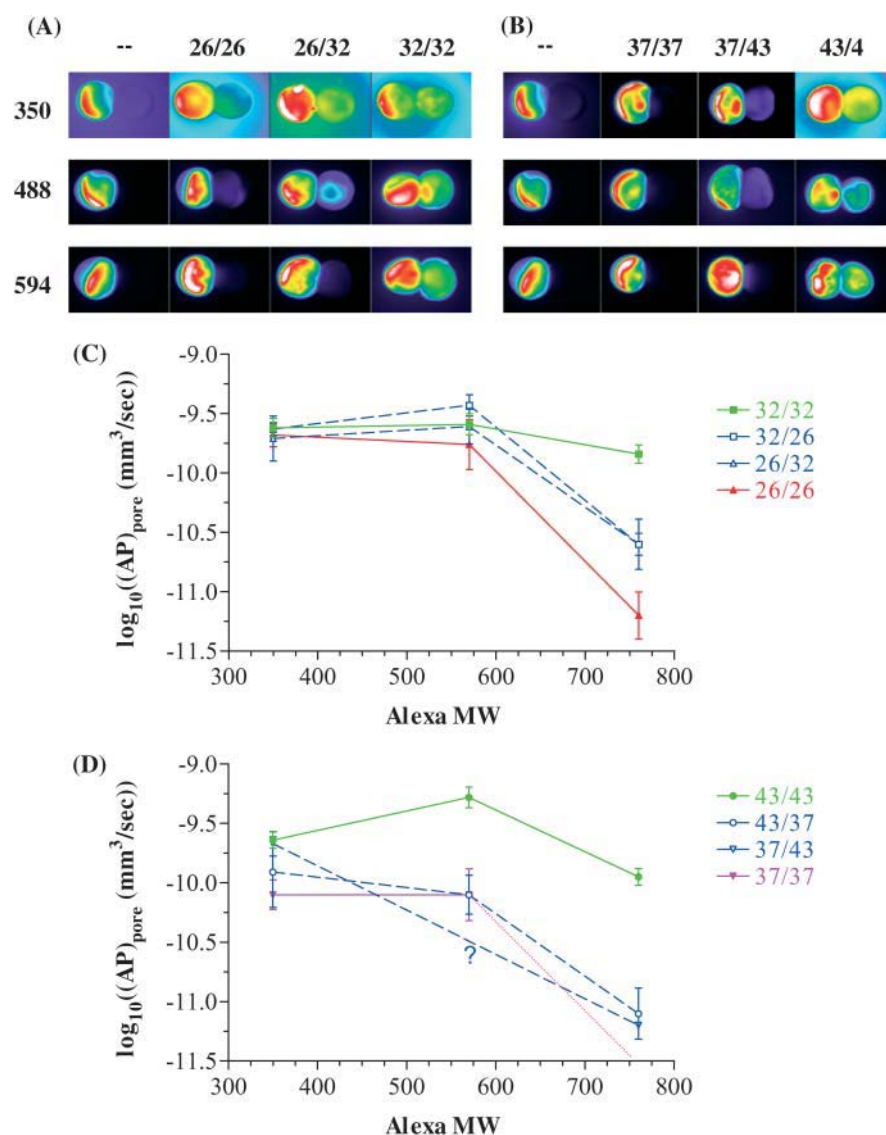 (A)
-- 26/26 26/32 32/32
(B)
-- 37/37 37/43 43/4
350
488
594
(C)
-9.0
-9.5
-10.0
-10.5
-11.0
-11.5
log10((AP)pore (mm3/sec))
300 400 500 600 700 800
Alexa MW
32/32
32/26
26/32
26/26
(D)
-9.0
-9.5
-10.0
-10.5
-11.0
-11.5
log10((AP)pore (mm3/sec))
?
300 400 500 600 700 800
Alexa MW
43/43
43/37
37/43
37/37